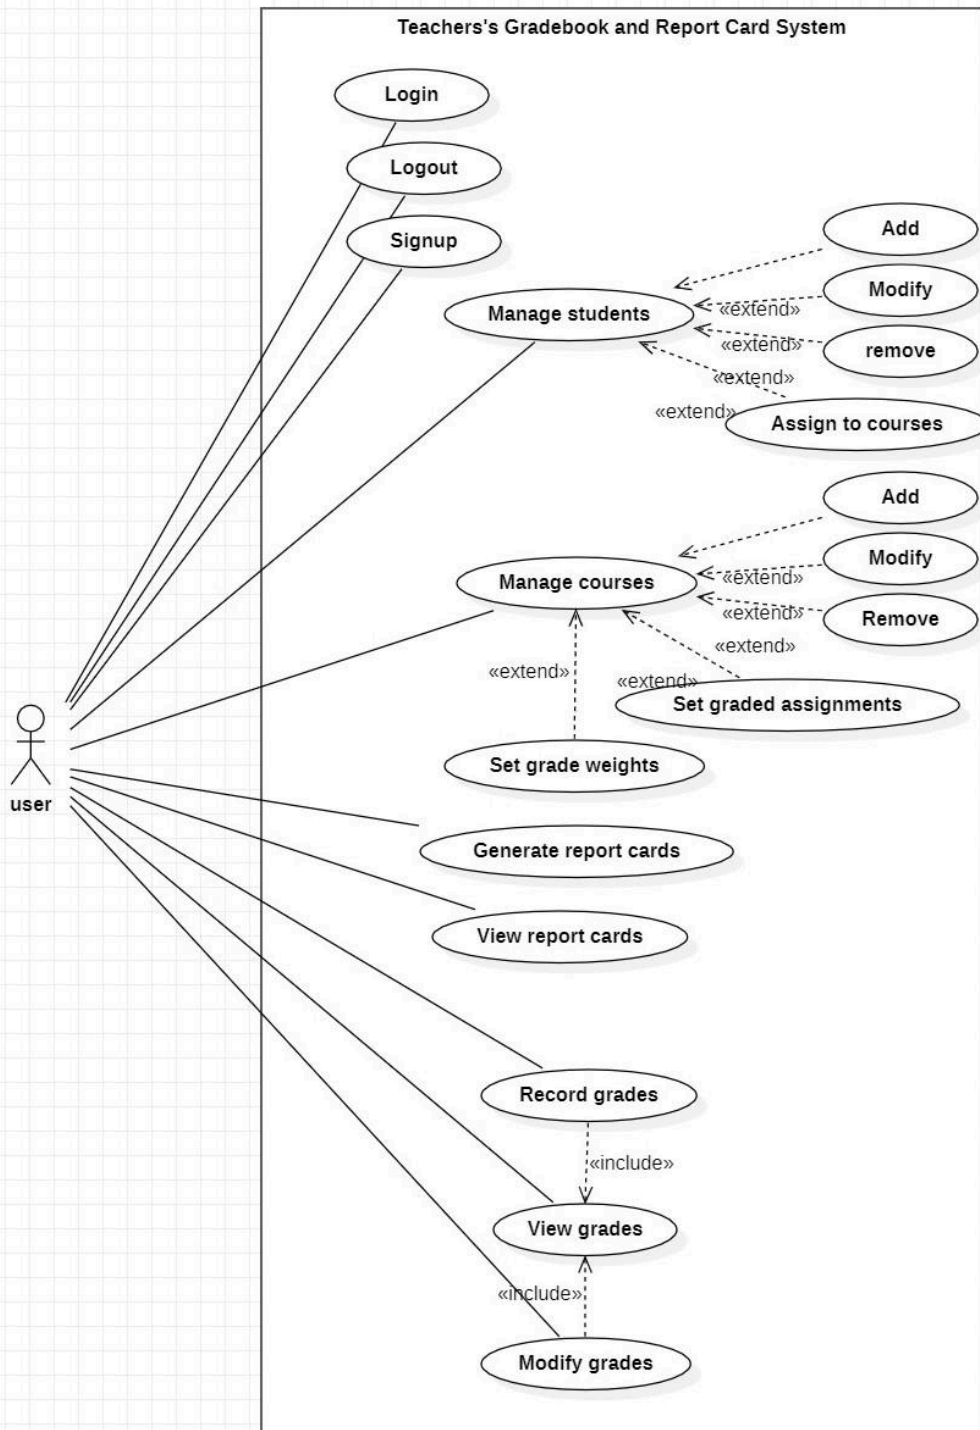 Teachers's Gradebook and Report Card System
Login
Logout
Signup
Add
Modify
«extend»
Manage students
remove
«extend»
«extend»
«extend»
Assign to courses
Add
Modify
«extend»
Manage courses
Remove
«extend»
«extend»
«extend»
«extend»
Set graded assignments
Set grade weights
user
Generate report cards
View report cards
Record grades
«include»
View grades
«include»
Modify grades